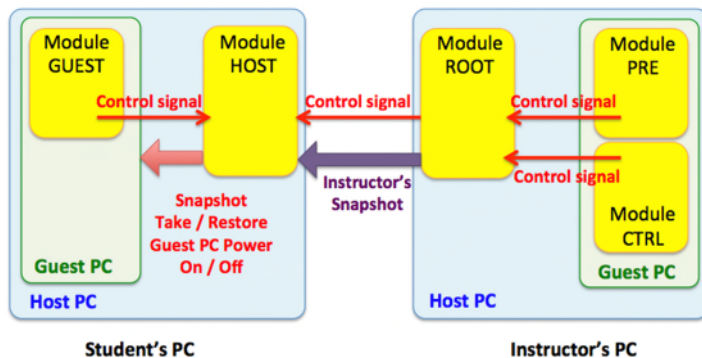 Module
GUEST
Module
HOST
Module
ROOT
Module
PRE
Control signal
Control signal
Control signal
Control signal
Instructor's
Snapshot
Snapshot
Take / Restore
Guest PC Power
On / Off
Module
CTRL
Guest PC
Guest PC
Host PC
Host PC
Student's PC
Instructor's PC